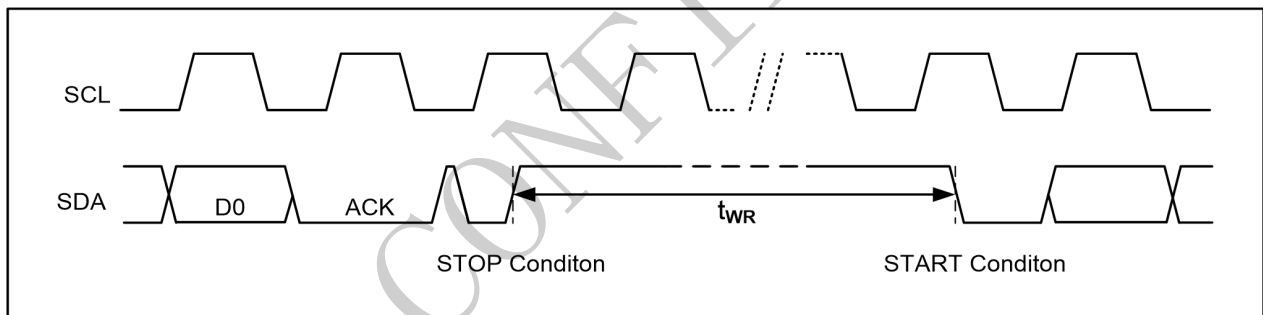 SCL
SDA
D0
ACK
tWR
STOP Conditon
START Conditon